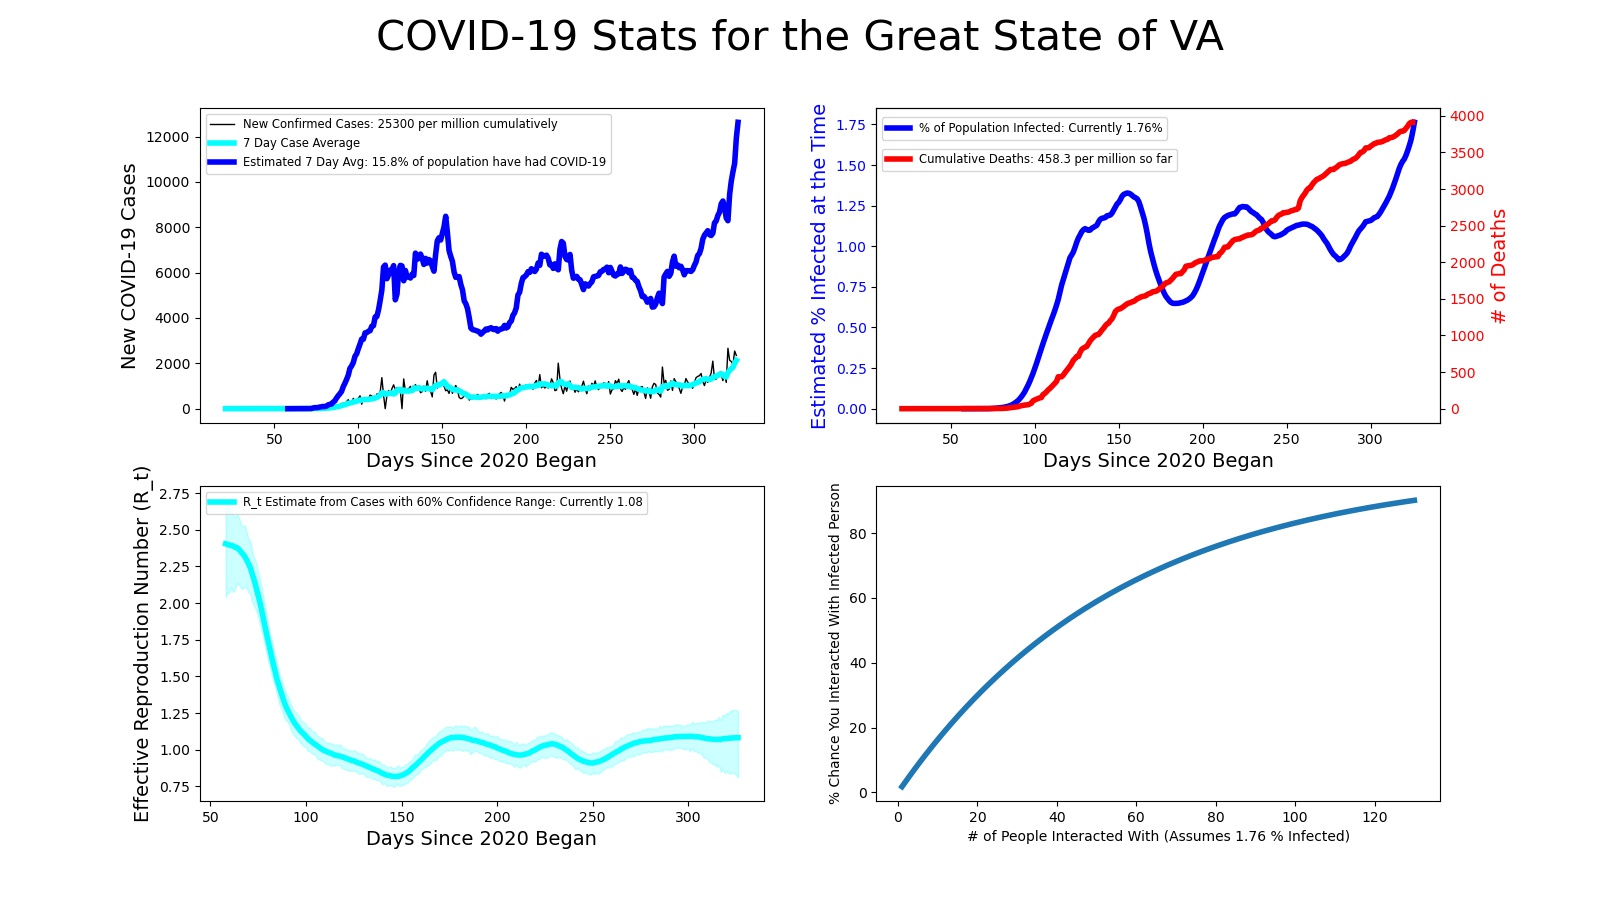 COVID-19 Stats for the Great State of VA
New COVID-19 Cases
12000
10000
8000
6000
4000
2000
0
New Confirmed Cases: 25300 per million cumulatively
7 Day Case Average
Estimated 7 Day Avg: 15.8% of population have had COVID-19
50 100 150 200 250 300
Days Since 2020 Began
Estimated % Infected at the Time
1.75
1.50
1.25
1.00
0.75
0.50
0.25
0.00
% of Population Infected: Currently 1.76%
Cumulative Deaths: 458.3 per million so far
4000
3500
3000
2500
2000
1500
1000
500
0
# of Deaths
50 100 150 200 250 300
Days Since 2020 Began
Effective Reproduction Number (R_t)
2.75
2.50
2.25
2.00
1.75
1.50
1.25
1.00
0.75
R_t Estimate from Cases with 60% Confidence Range: Currently 1.08
50 100 150 200 250 300
Days Since 2020 Began
% Chance You Interacted With Infected Person
80
60
40
20
0
0 20 40 60 80 100 120
# of People Interacted With (Assumes 1.76 % Infected)